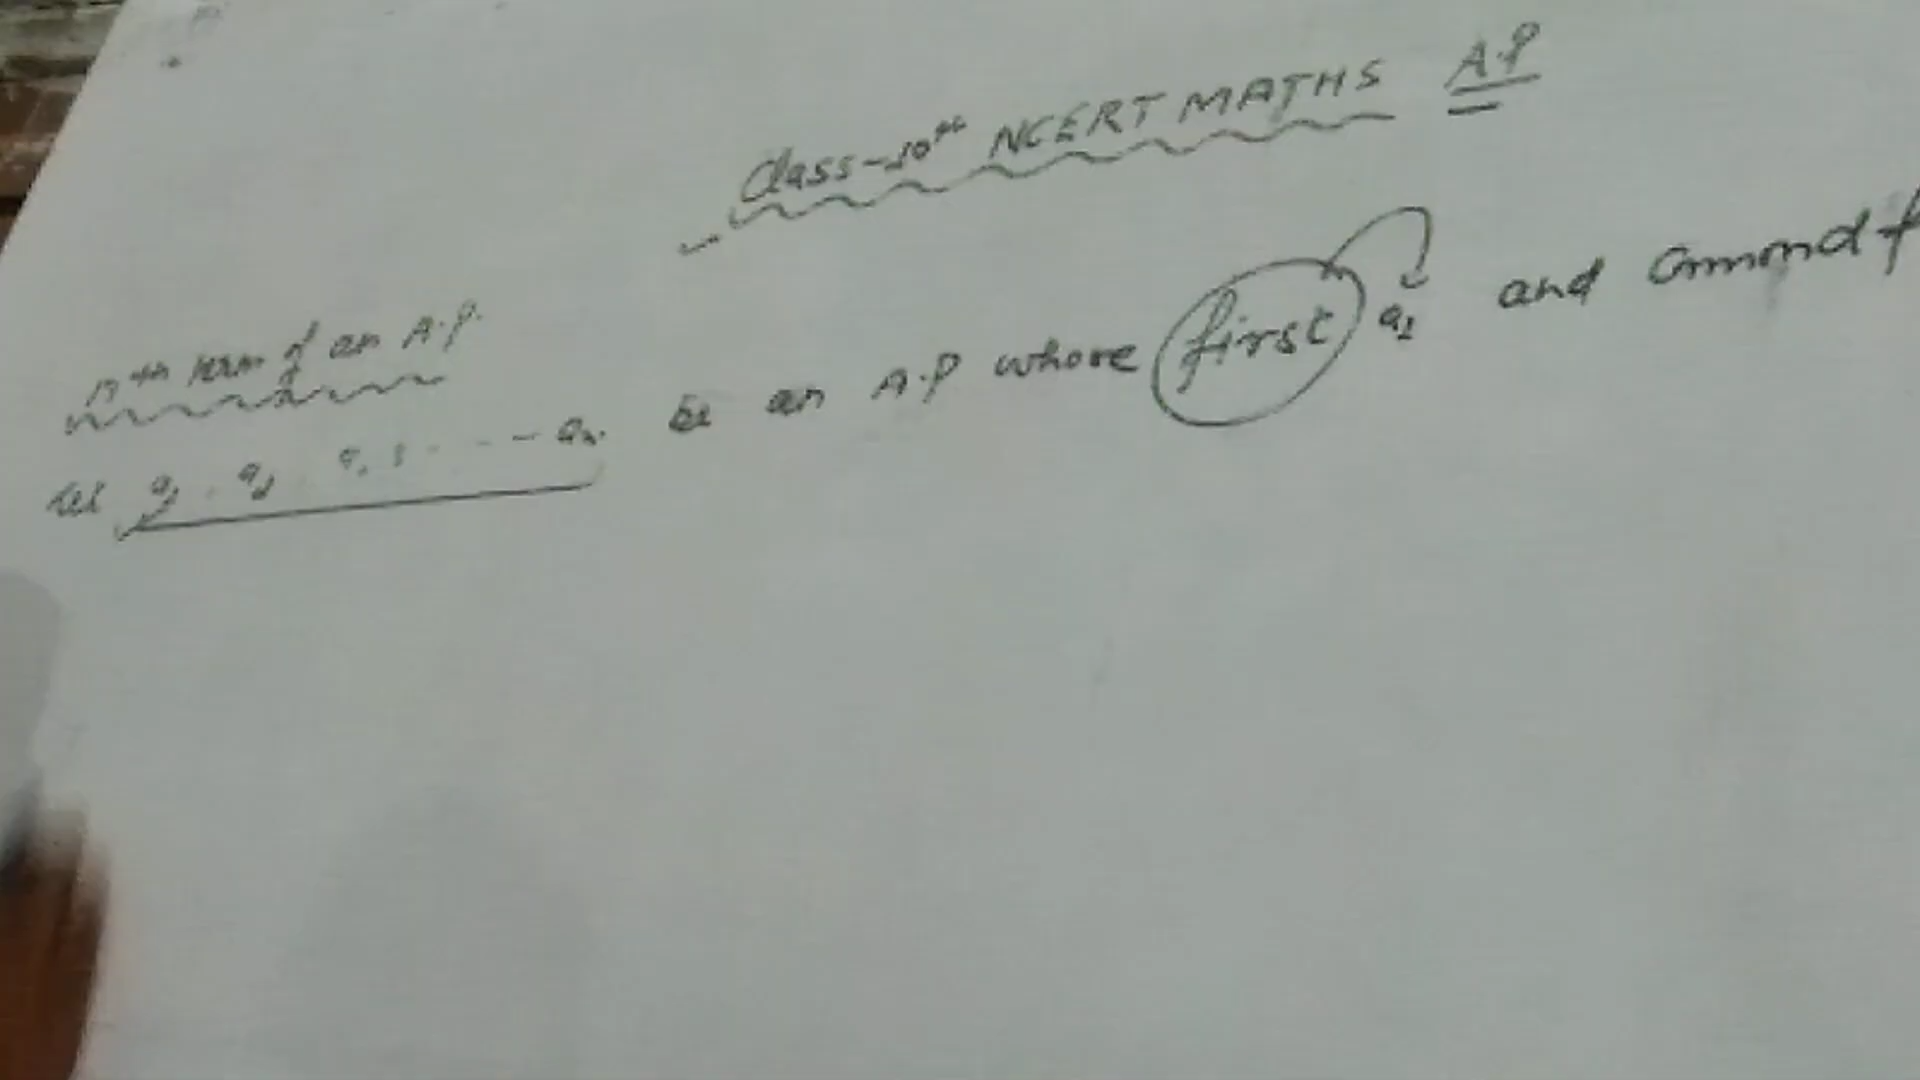 Class-10th NCERT MATHS A.P
nth term of an A.P.
Let a1, a2, a3, ..... an. be an A.P whose first a1 and commond f